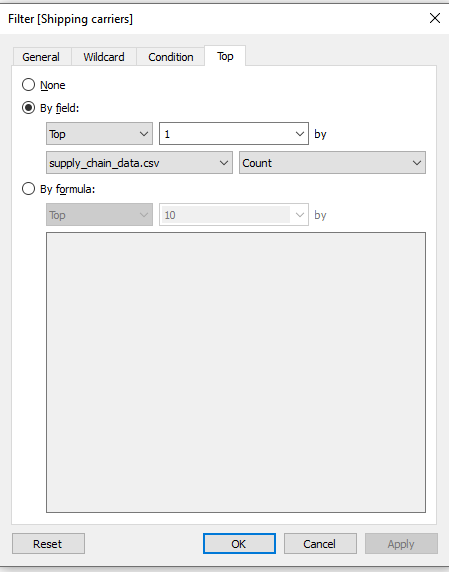 Filter [Shipping carriers]
General Wildcard Condition Top
None
By field:
Top 1 by
supply_chain_data.csv Count
By formula:
Top 10 by
Reset OK Cancel Apply